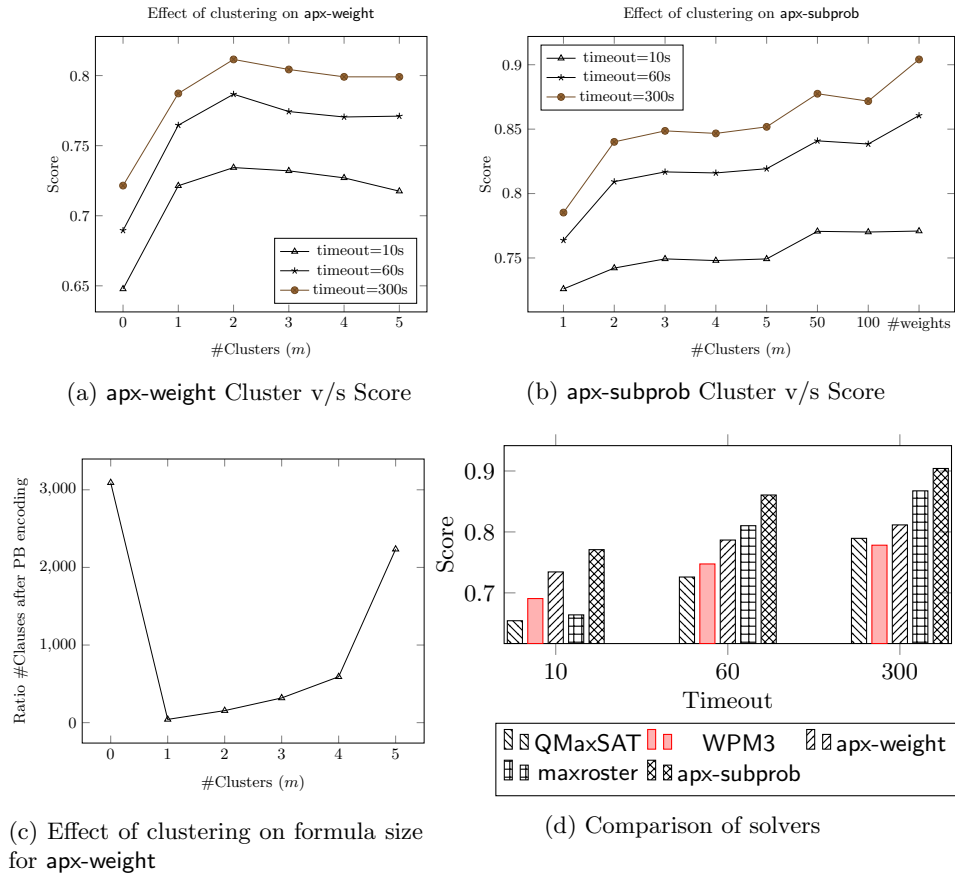 Effect of clustering on apx-weight
Score
0.8
0.75
0.7
0.65
timeout=10s
timeout=60s
timeout=300s
0 1 2 3 4 5
#Clusters (m)
(a) apx-weight Cluster v/s Score
Effect of clustering on apx-subprob
Score
0.9
0.85
0.8
0.75
timeout=10s
timeout=60s
timeout=300s
1 2 3 4 5 50 100 #weights
#Clusters (m)
(b) apx-subprob Cluster v/s Score
Ratio #Clauses after PB encoding
3,000
2,000
1,000
0
0 1 2 3 4 5
#Clusters (m)
(c) Effect of clustering on formula size
for apx-weight
Score
0.9
0.8
0.7
10 60 300
Timeout
QMaxSAT WPM3 apx-weight
maxroster apx-subprob
(d) Comparison of solvers